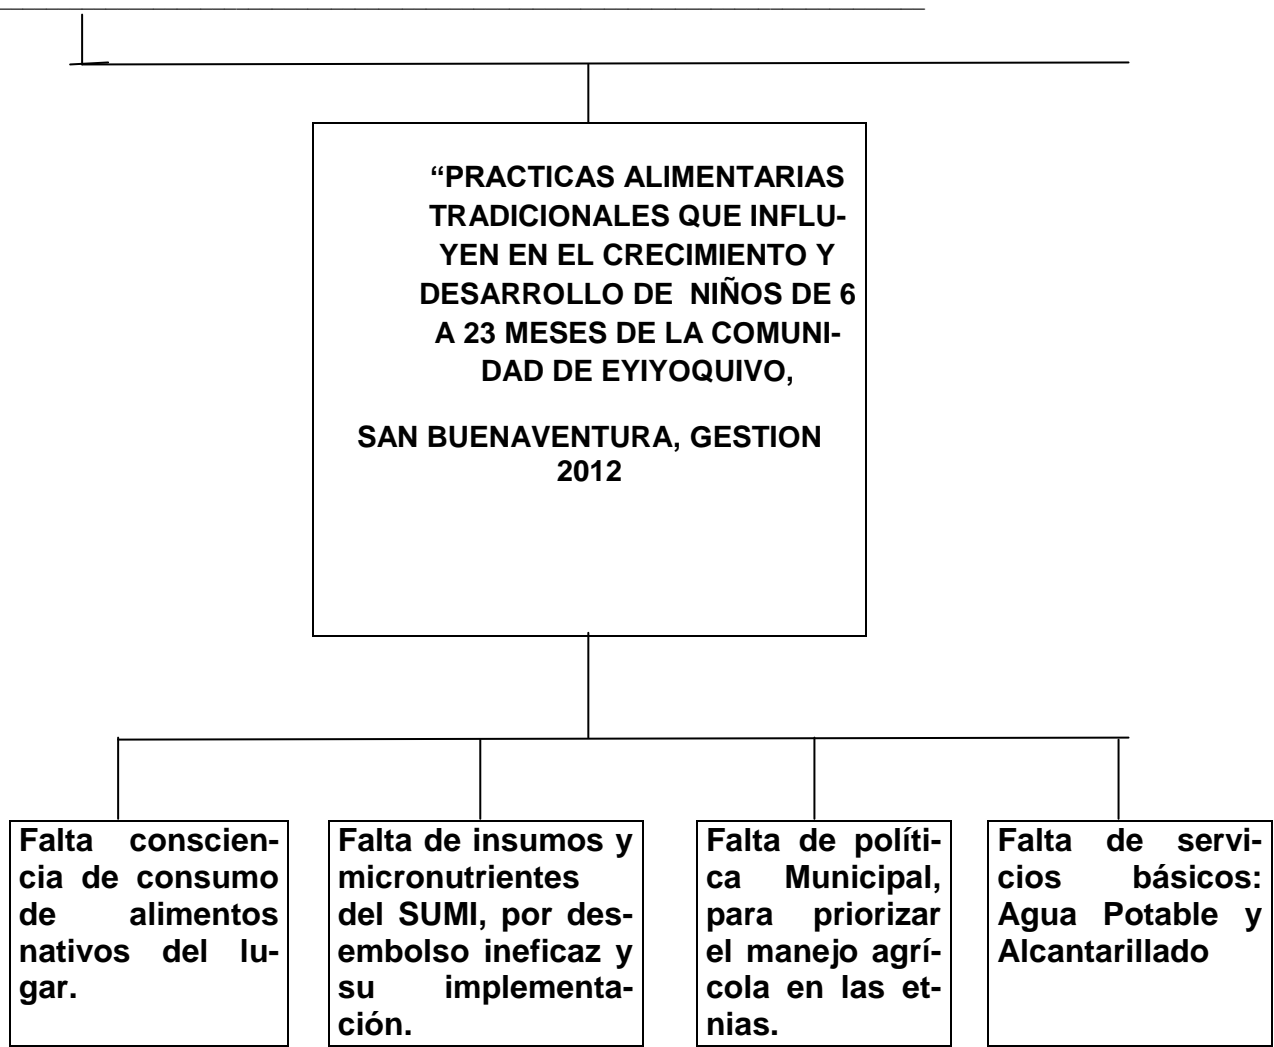 “PRACTICAS ALIMENTARIAS
TRADICIONALES QUE INFLU-
YEN EN EL CRECIMIENTO Y
DESARROLLO DE NIÑOS DE 6
A 23 MESES DE LA COMUNI-
DAD DE EYIYOQUIVO,
SAN BUENAVENTURA, GESTION
2012
Falta conscien-
cia de consumo
de alimentos
nativos del lu-
gar.
Falta de insumos y
micronutrientes
del SUMI, por des-
embolso ineficaz y
su implementa-
ción.
Falta de políti-
ca Municipal,
para priorizar
el manejo agrí-
cola en las et-
nias.
Falta de servi-
cios básicos:
Agua Potable y
Alcantarillado